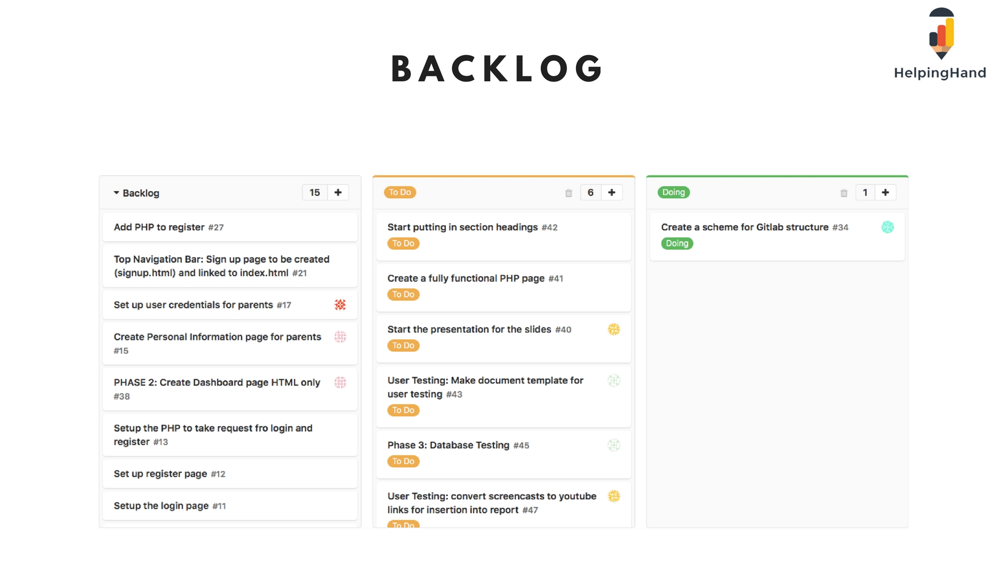 HelpingHand
BACKLOG
Backlog 15 +
Add PHP to register #27
Top Navigation Bar: Sign up page to be created
(signup.html) and linked to index.html #21
Set up user credentials for parents #17
Create Personal Information page for parents
#15
PHASE 2: Create Dashboard page HTML only
#38
Setup the PHP to take request fro login and
register #13
Set up register page #12
Setup the login page #11
To Do 6 +
Start putting in section headings #42
To Do
Create a fully functional PHP page #41
To Do
Start the presentation for the slides #40
To Do
User Testing: Make document template for
user testing #43
To Do
Phase 3: Database Testing #45
To Do
User Testing: convert screencasts to youtube
links for insertion into report #47
To Do
Doing 1 +
Create a scheme for Gitlab structure #34
Doing